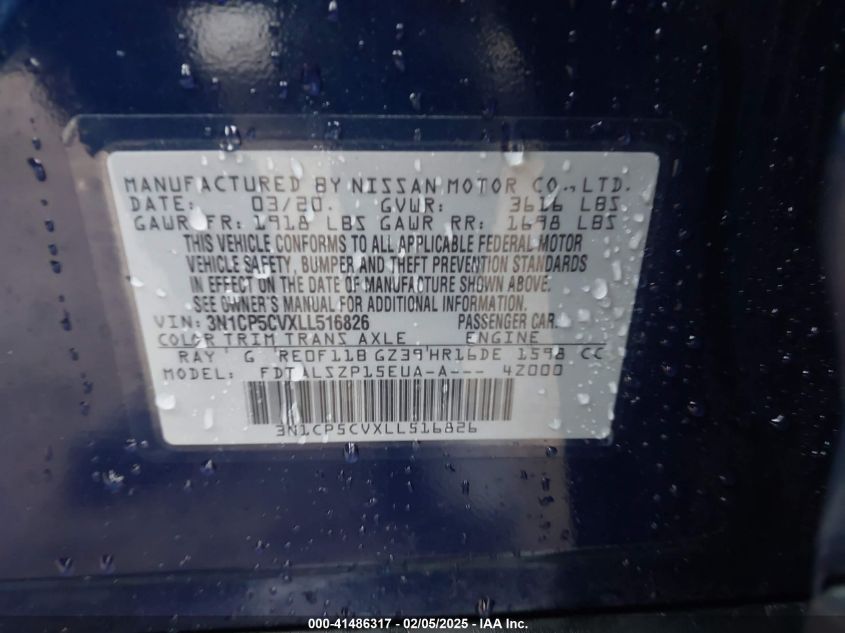 MANUFACTURED BY NISSAN MOTOR CO., LTD.
DATE: 03/20. GVWR: 3616 LBS
GAWR FR: 1918 LBS GAWR RR: 1698 LBS
THIS VEHICLE CONFORMS TO ALL APPLICABLE FEDERAL MOTOR
VEHICLE SAFETY, BUMPER AND THEFT PREVENTION STANDARDS
IN EFFECT ON THE DATE OF MANUFACTURE SHOWN ABOVE.
SEE OWNER'S MANUAL FOR ADDITIONAL INFORMATION.
VIN: 3N1CP5CVXLL516826 PASSENGER CAR.
COLOR TRIM TRANS AXLE ENGINE
RAY G RE0F11B GZ39 HR16DE 1598 CC
MODEL: 4Z000
3N1CP5CVXLL516826
000-41486317 - 02/05/2025 - IAA Inc.